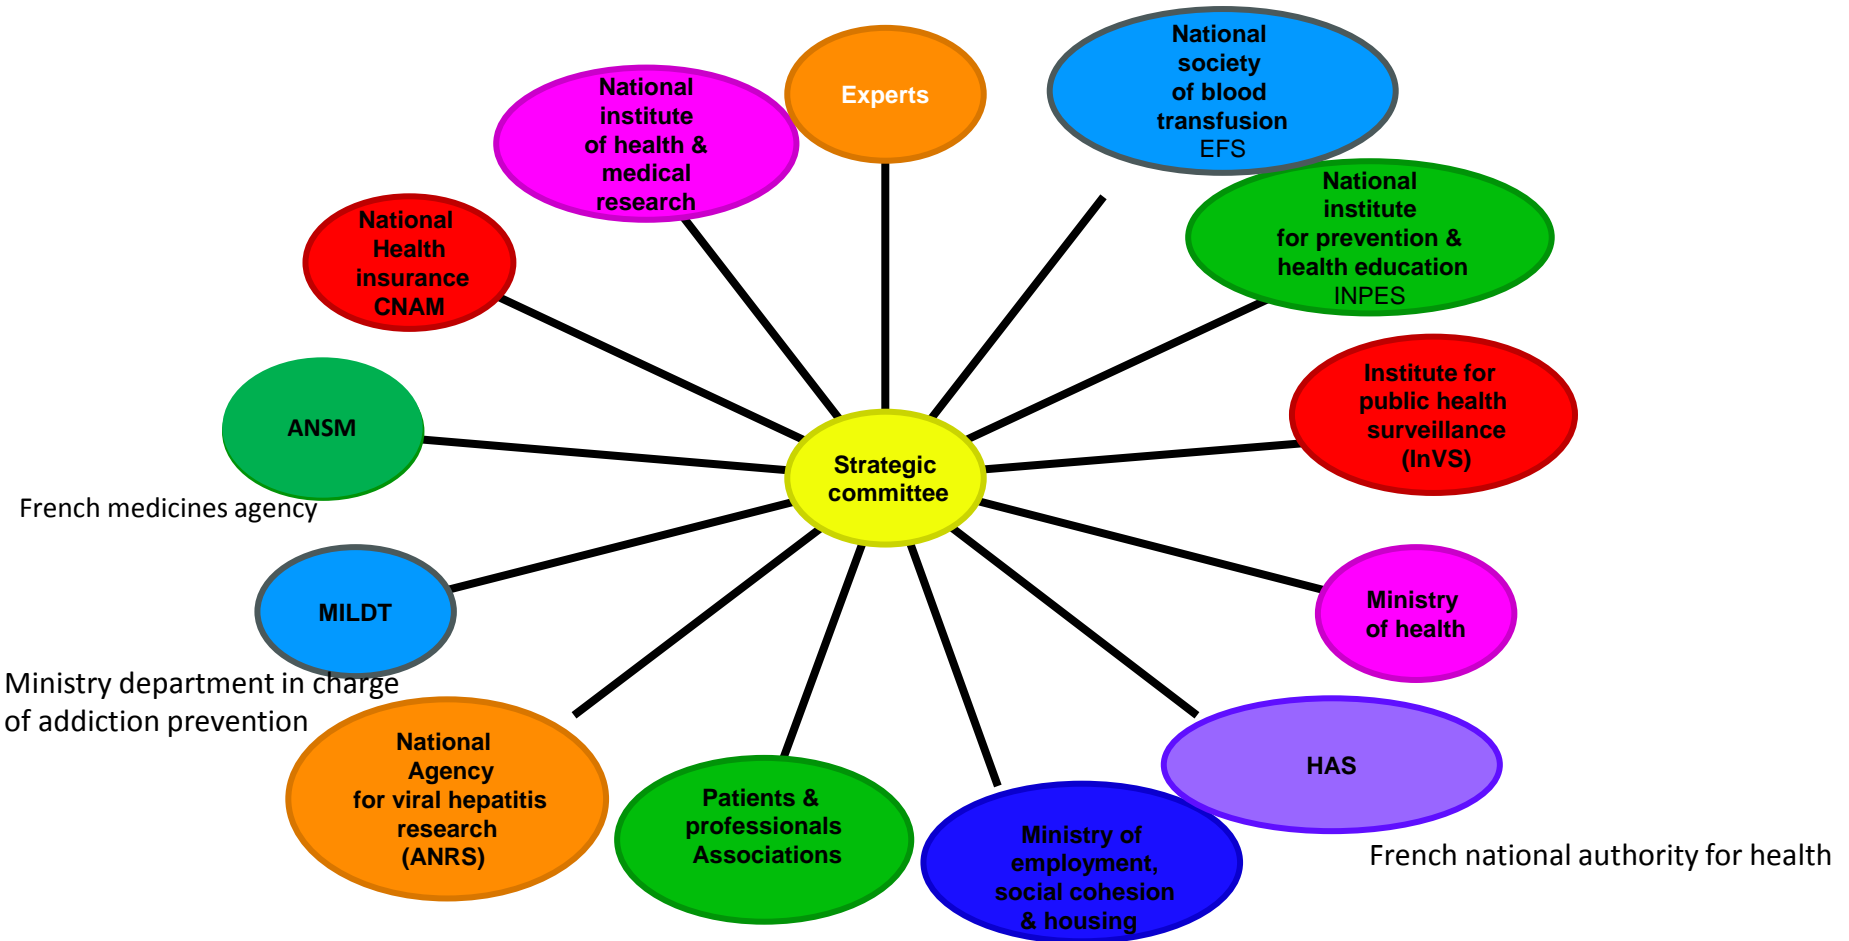 National
society
of blood
transfusion
EFS
Experts
National
institute
of health &
medical
research
National
institute
for prevention &
health education
INPES
National
Health
insurance
CNAM
Institute for
public health
surveillance
(InVS)
ANSM
French medicines agency
Strategic
committee
MILDT
Ministry department in charge
of addiction prevention
Ministry
of health
National
Agency
for viral hepatitis
research
(ANRS)
Patients &
professionals
Associations
Ministry of
employment,
social cohesion
& housing
HAS
French national authority for health